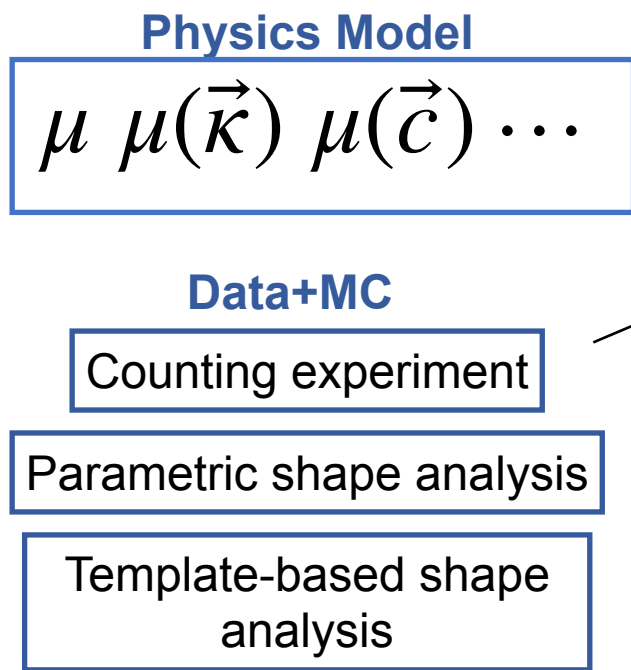 Physics Model
μ μ(κ⃗) μ(c⃗) ⋯
Data+MC
Counting experiment
Parametric shape analysis
Template-based shape
analysis